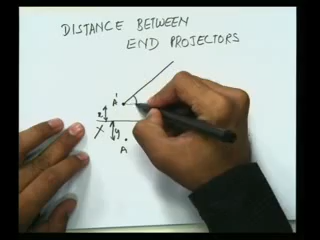 DISTANCE BETWEEN
END PROJECTORS
A'
x
X
y
A